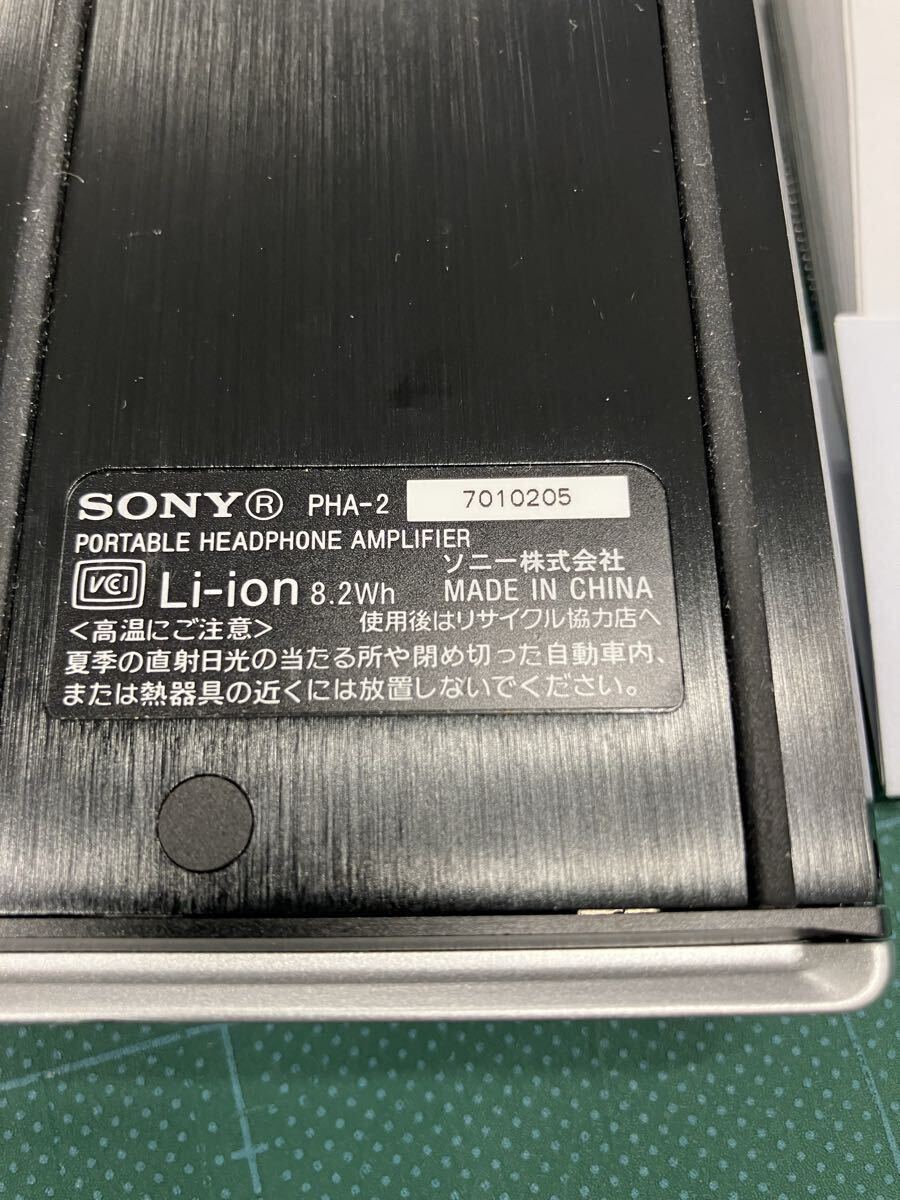 SONY® PHA-2 7010205
PORTABLE HEADPHONE AMPLIFIER
ソニー株式会社
VCCI Li-ion 8.2Wh MADE IN CHINA
<高温にご注意> 使用後はリサイクル協力店へ
夏季の直射日光の当たる所や閉め切った自動車内、
または熱器具の近くには放置しないでください。